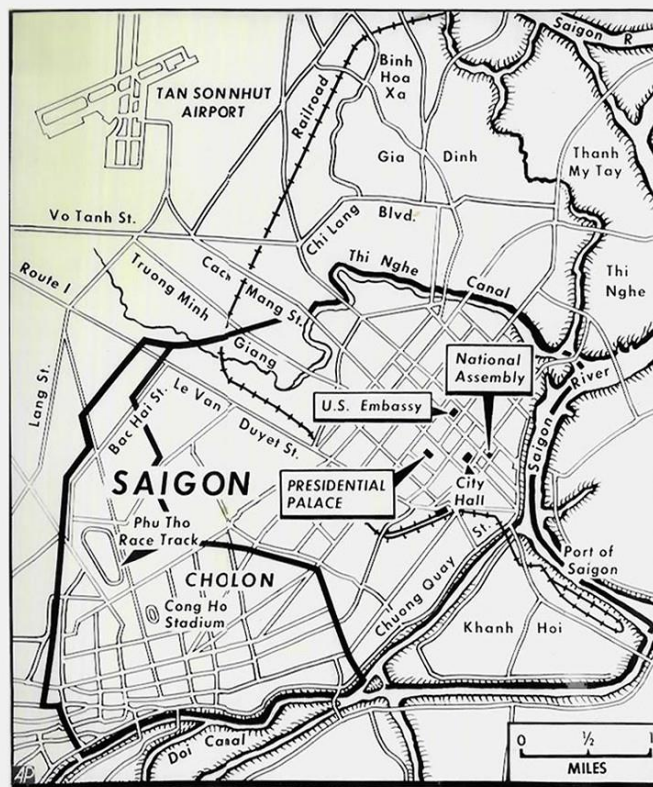 Saigon R
Binh
Hoa
Xa
TAN SONNHUT
AIRPORT
Railroad
Gia Dinh
Thanh
My Tay
Vo Tanh St.
Chi Lang Blvd.
Thi Nghe Canal
Thi
Nghe
Route 1
Cach Mang St.
Truong Minh
Giang
National
Assembly
Lang St.
Bac Hai St.
Le Van
Duyet St.
U.S. Embassy
Saigon River
SAIGON
PRESIDENTIAL
PALACE
City
Hall
Phu Tho
Race Track
Port of
Saigon
CHOLON
Cong Ho
Stadium
Chuong Quay St.
Khanh Hoi
Doi Canal
0 ½ 1
MILES
AP